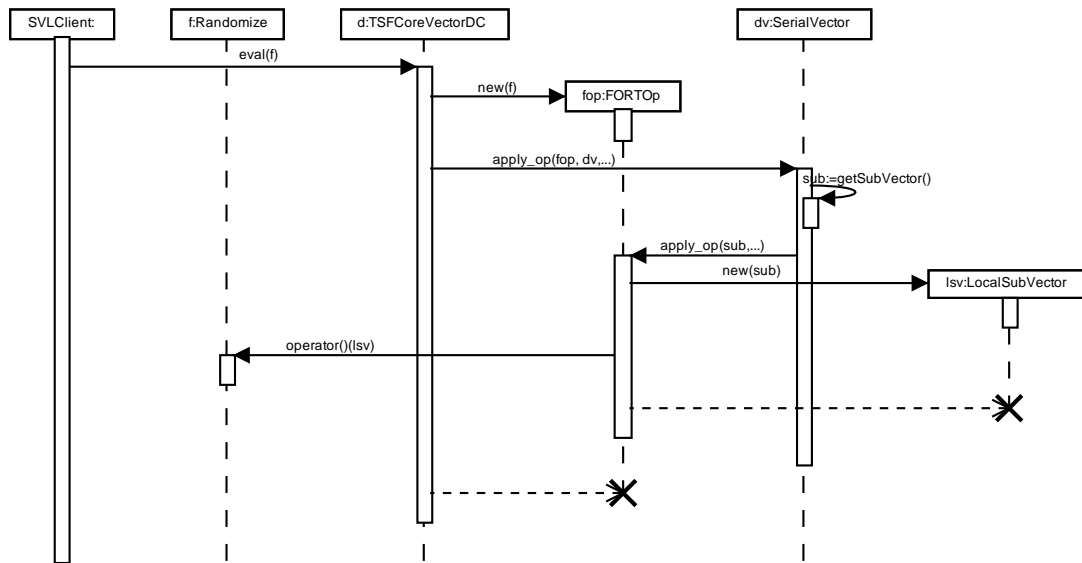 SVLClient:
f:Randomize
d:TSFCoreVectorDC
dv:SerialVector
eval(f)
new(f)
fop:FORTOp
apply_op(fop, dv,...)
sub:=getSubVector()
apply_op(sub,...)
new(sub)
lsv:LocalSubVector
operator()(lsv)